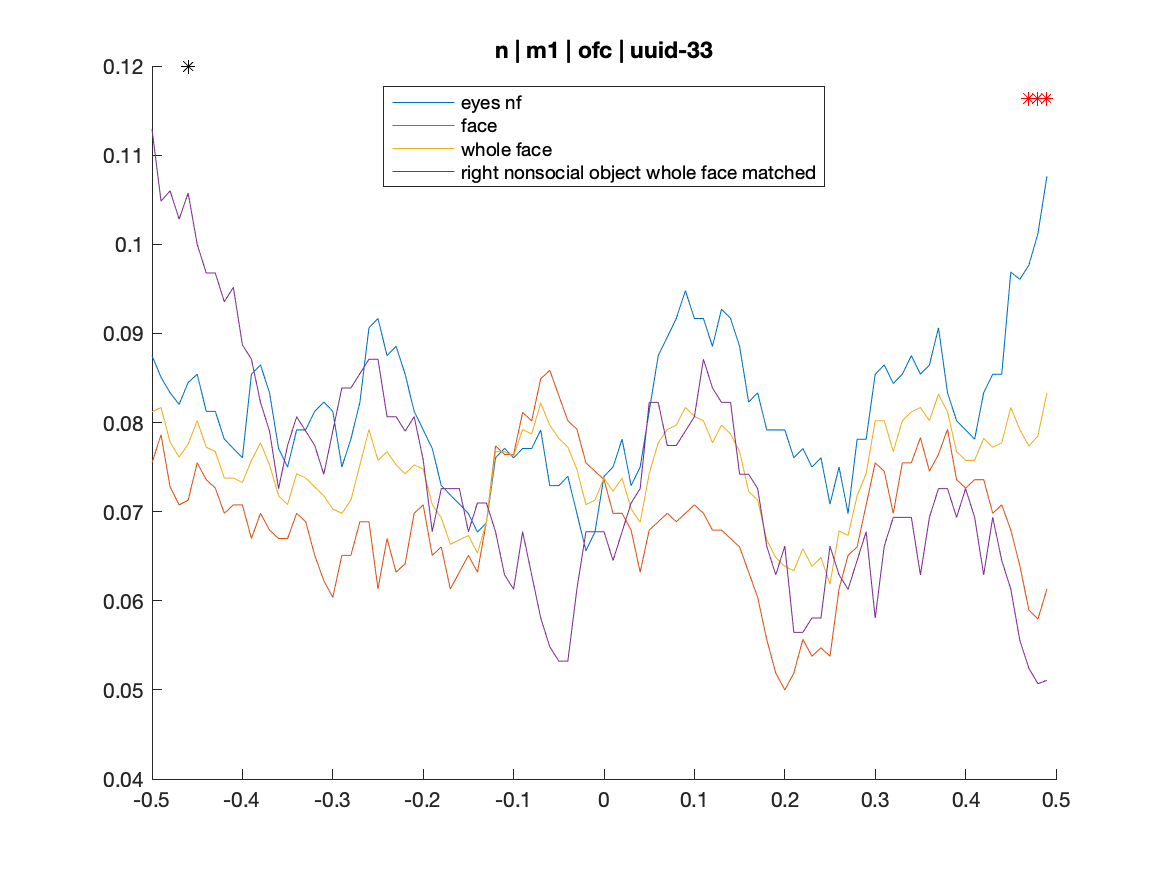 n | m1 | ofc | uuid-33
0.12
0.11
0.1
0.09
0.08
0.07
0.06
0.05
0.04
eyes nf
face
whole face
right nonsocial object whole face matched
-0.5 -0.4 -0.3 -0.2 -0.1 0 0.1 0.2 0.3 0.4 0.5